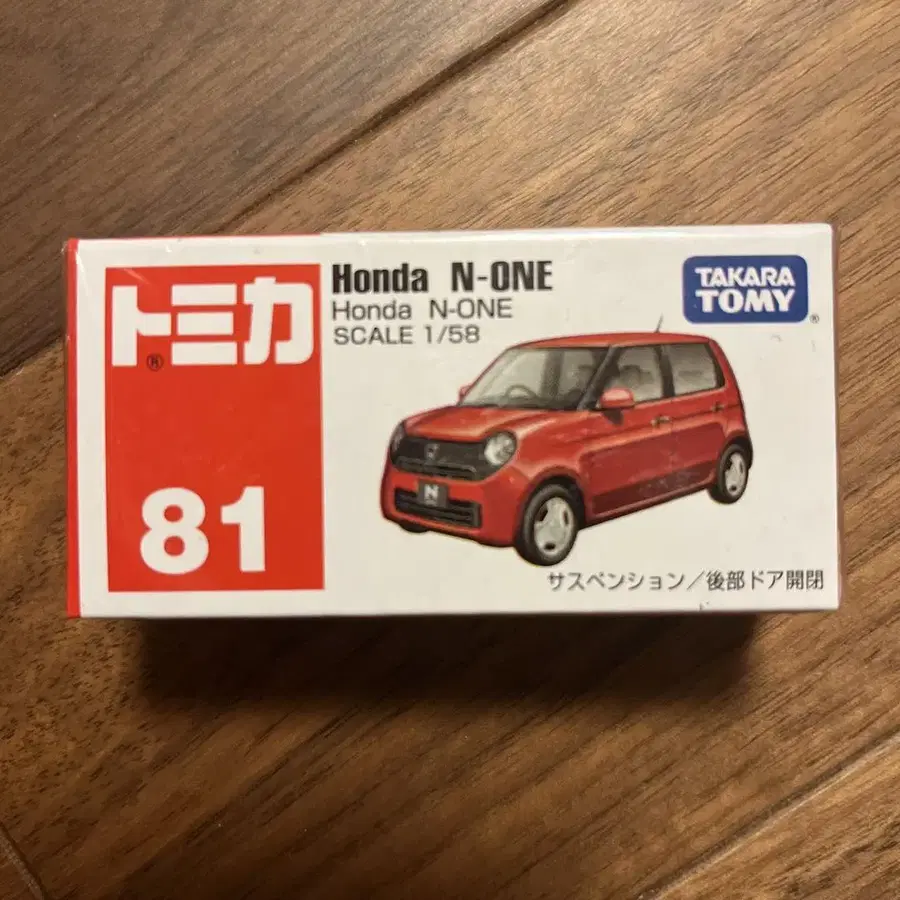 トミカ®
81
Honda N-ONE
Honda N-ONE
SCALE 1/58
TAKARA
TOMY®
N
サスペンション/後部ドア開閉